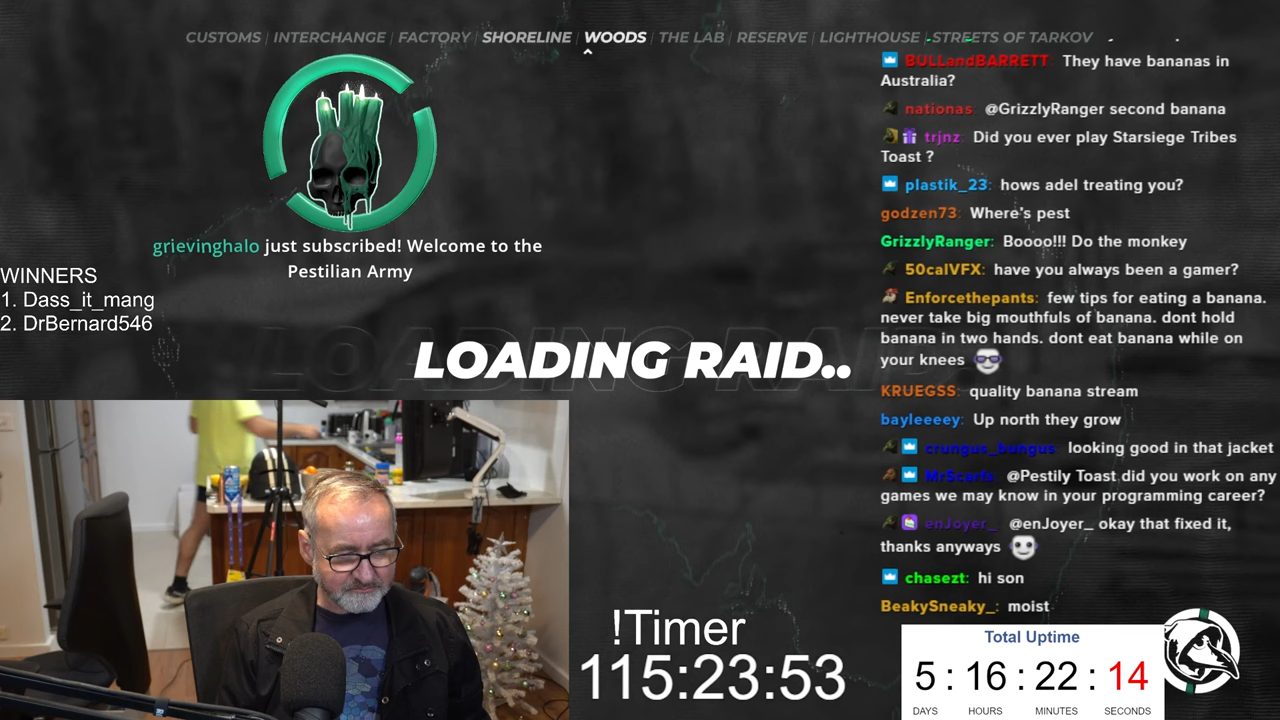 CUSTOMS | INTERCHANGE | FACTORY | SHORELINE | WOODS | THE LAB | RESERVE | LIGHTHOUSE | STREETS OF TARKOV
grievinghalo just subscribed! Welcome to the
Pestilian Army
WINNERS
1. Dass_it_mang
2. DrBernard546
LOADING RAID..
BULLandBARRETT: They have bananas in
Australia?
nationas: @GrizzlyRanger second banana
trjnz: Did you ever play Starsiege Tribes
Toast ?
plastik_23: hows adel treating you?
godzen73: Where's pest
GrizzlyRanger: Boooo!!! Do the monkey
50calVFX: have you always been a gamer?
Enforcethepants: few tips for eating a banana.
never take big mouthfuls of banana. dont hold
banana in two hands. dont eat banana while on
your knees
KRUEGSS: quality banana stream
bayleeeey: Up north they grow
crungus_bungus: looking good in that jacket
MrScarfs: @Pestily Toast did you work on any
games we may know in your programming career?
enJoyer_: @enJoyer_ okay that fixed it,
thanks anyways
chasezt: hi son
BeakySneaky_: moist
!Timer
115:23:53
Total Uptime
5 : 16 : 22 : 14
DAYS HOURS MINUTES SECONDS